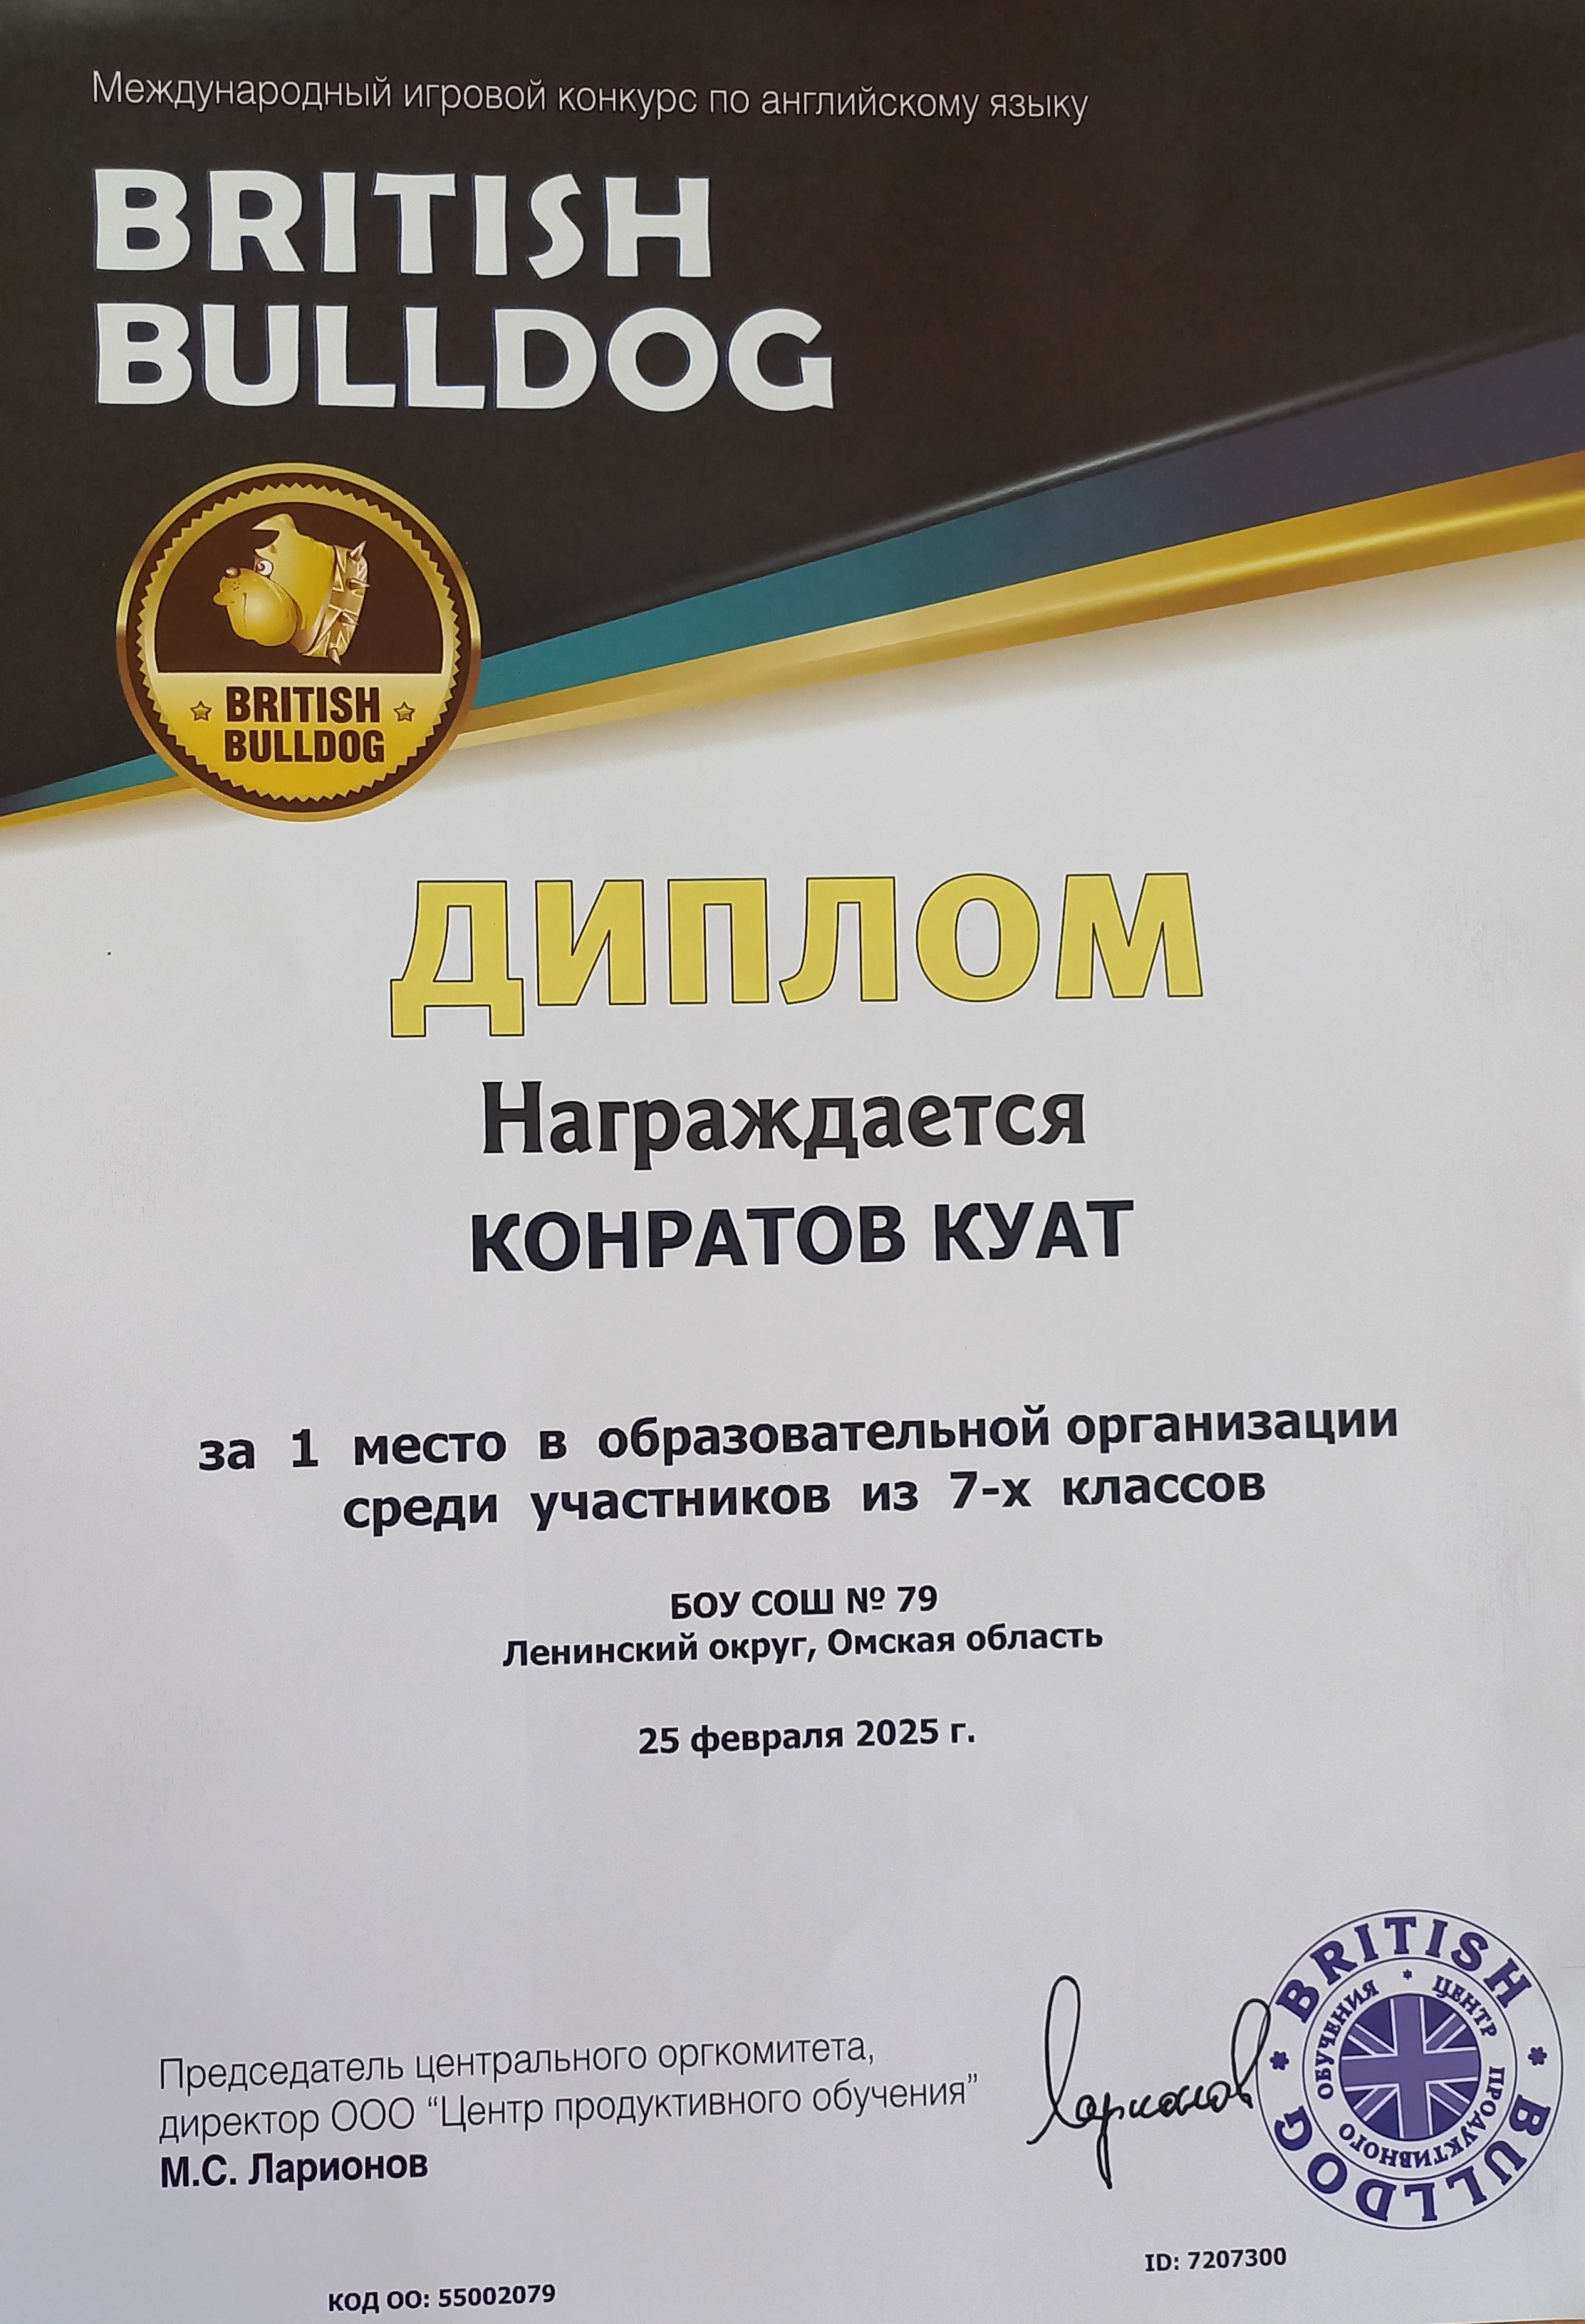 Международный игровой конкурс по английскому языку
BRITISH
BULLDOG
BRITISH
BULLDOG
ДИПЛОМ
Награждается
КОНРАТОВ КУАТ
за 1 место в образовательной организации
среди участников из 7-х классов
БОУ СОШ № 79
Ленинский округ, Омская область
25 февраля 2025 г.
Председатель центрального оргкомитета,
директор ООО “Центр продуктивного обучения”
М.С. Ларионов
Ларионов
BRITISH * BULLDOG *
ЦЕНТР ПРОДУКТИВНОГО ОБУЧЕНИЯ *
ID: 7207300
КОД ОО: 55002079